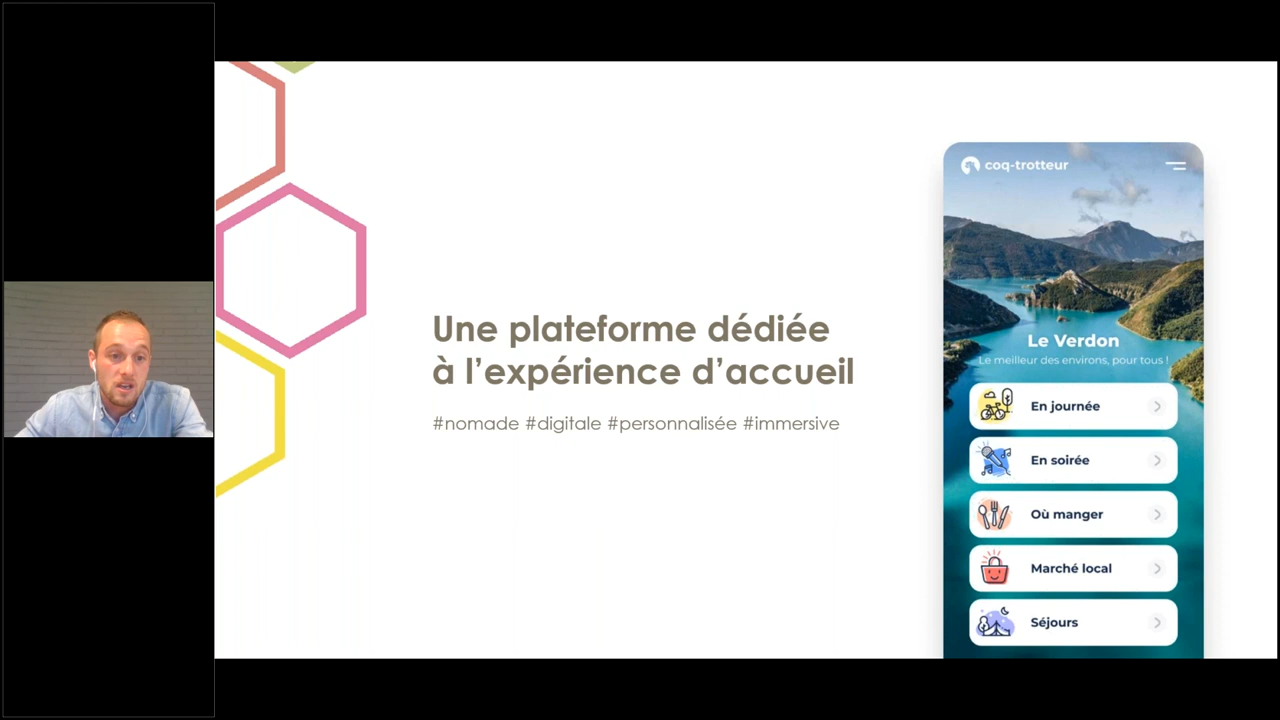 Une plateforme dédiée
à l’expérience d’accueil
#nomade #digitale #personnalisée #immersive
coq-trotteur
Le Verdon
Le meilleur des environs, pour tous !
En journée
En soirée
Où manger
Marché local
Séjours